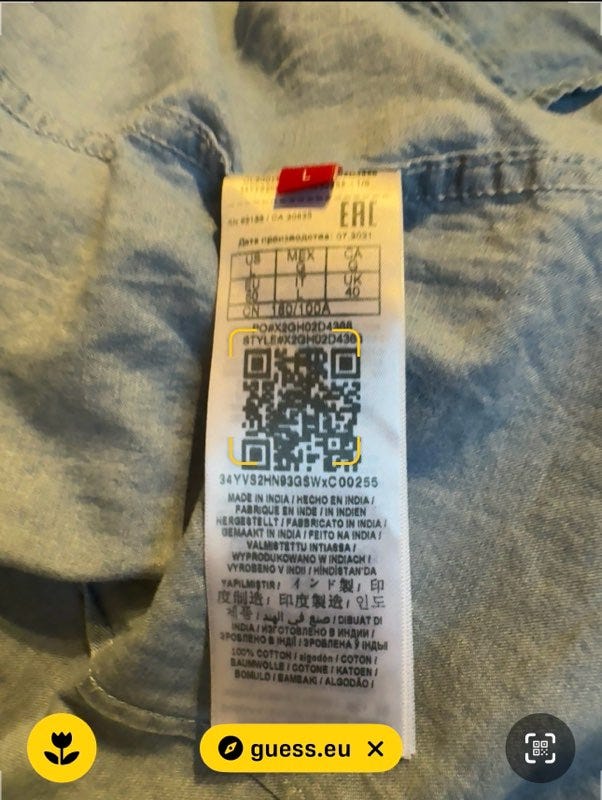 L
EAC
Дата производства: 07.2021
US MEX CA
L G G
EU IT UK
L 40
CN 180/100A
PO#X2GH02D4366
STYLE#X2GH02D436
34YVS2HN93GSWxC00255
MADE IN INDIA / HECHO EN INDIA /
FABRIQUE EN INDE / IN INDIEN
HERGESTELLT / FABBRICATO IN INDIA /
GEMAAKT IN INDIA / FEITO NA INDIA /
VALMISTETTU INTIASSA /
WYPRODUKOWANO W INDIACH /
VYROBENO V INDII / HINDISTAN'DA
YAPILMISTIR / インド製 / 印
度制造 / 印度製造 / 인도
제품 / صنع في الهند / DIBUAT DI
INDIA / ИЗГОТОВЛЕНО В ИНДИИ /
ЗРОБЛЕНО В ІНДІЇ / ЗРОБЛЕНА Ў ІНДЫІ
100% COTTON / algodón / COTON /
BAUMWOLLE / COTONE / KATOEN /
BOMULD / BAMBAKI / ALGODÃO /
guess.eu